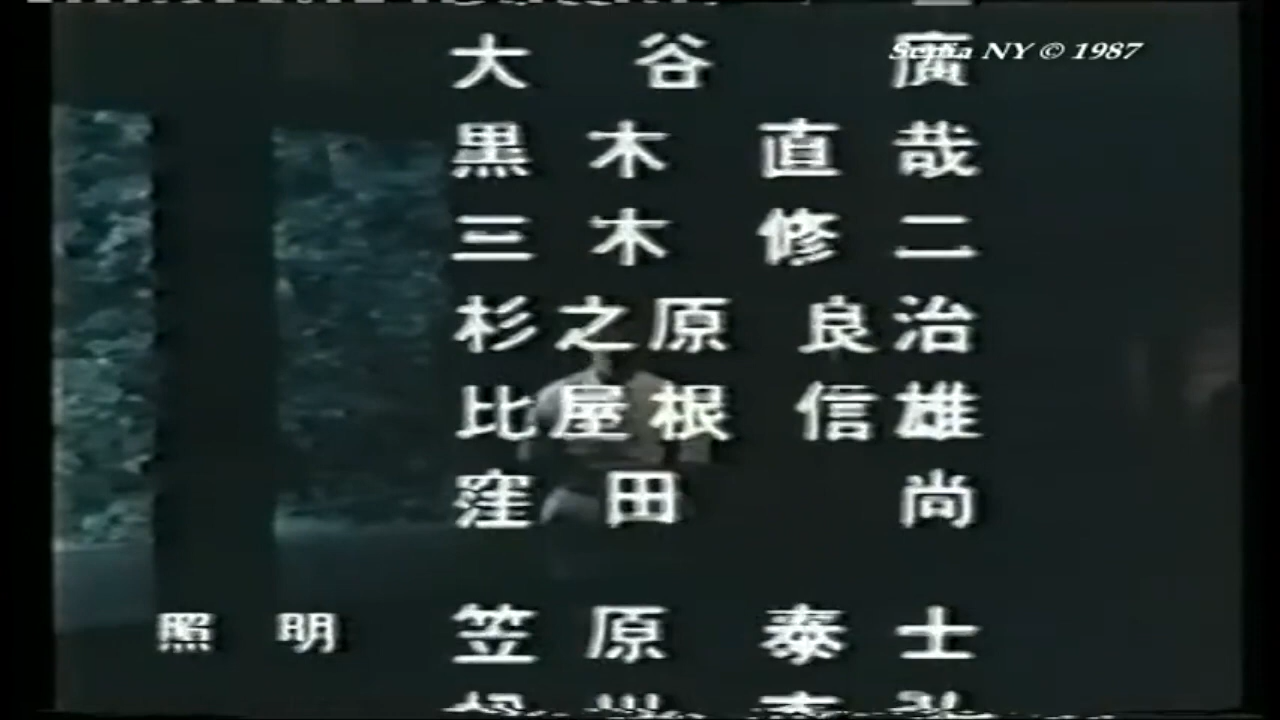 大谷 廣
Senia NY © 1987
黒木直哉
三木修二
杉之原良治
比屋根信雄
窪田 尚
照明 笠原泰士